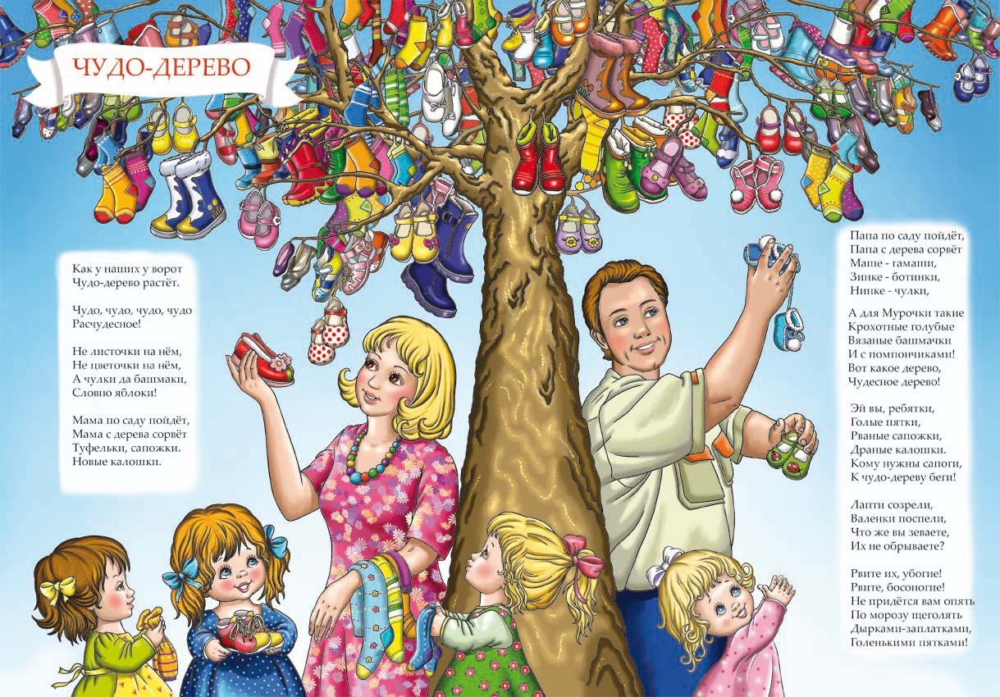 ЧУДО-ДЕРЕВО
Как у наших у ворот
Чудо-дерево растёт.
Чудо, чудо, чудо, чудо
Расчудесное!
Не листочки на нём,
Не цветочки на нём,
А чулки да башмаки,
Словно яблоки!
Мама по саду пойдёт,
Мама с дерева сорвёт
Туфельки, сапожки.
Новые калошки.
Папа по саду пойдёт,
Папа с дерева сорвёт
Маше - гамаши,
Зинке - ботинки,
Нинке - чулки,
А для Мурочки такие
Крохотные голубые
Вязаные башмачки
И с помпончиками!
Вот какое дерево,
Чудесное дерево!
Эй вы, ребятки,
Голые пятки,
Рваные сапожки,
Драные калошки.
Кому нужны сапоги,
К чудо-дереву беги!
Лапти созрели,
Валенки поспели,
Что же вы зеваете,
Их не обрываете?
Рвите их, убогие!
Рвите, босоногие!
Не придётся вам опять
По морозу щеголять
Дырками-заплатками,
Голенькими пятками!